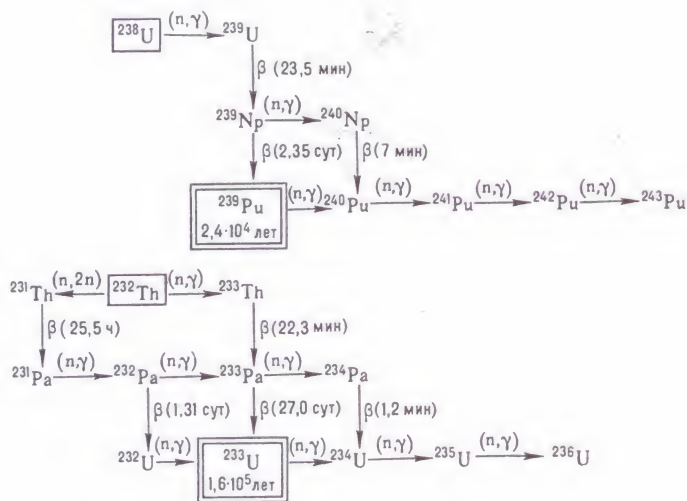 ²³⁸U (n,γ) ²³⁹U
β(23,5 мин)
²³⁹Np (n,γ) ²⁴⁰Np
β(2,35 сут) β(7 мин)
²³⁹Pu (n,γ) ²⁴⁰Pu (n,γ) ²⁴¹Pu (n,γ) ²⁴²Pu (n,γ) ²⁴³Pu
2,4·10⁴ лет
²³¹Th (n,2n) ²³²Th (n,γ) ²³³Th
β(25,5 ч) β(22,3 мин)
²³¹Pa (n,γ) ²³²Pa (n,γ) ²³³Pa (n,γ) ²³⁴Pa
β(1,31 сут) β(27,0 сут) β(1,2 мин)
²³²U (n,γ) ²³³U (n,γ) ²³⁴U (n,γ) ²³⁵U (n,γ) ²³⁶U
1,6·10⁵ лет